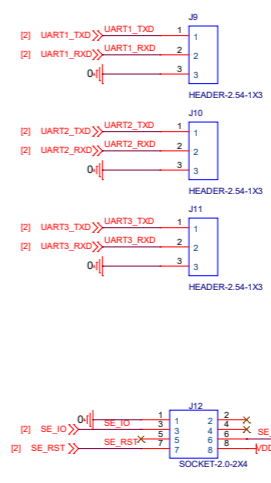 J9
UART1_TXD
[2] UART1_TXD 1 1
UART1_RXD
[2] UART1_RXD 2 2
0 3 3
HEADER-2.54-1X3
J10
UART2_TXD
[2] UART2_TXD 1 1
UART2_RXD
[2] UART2_RXD 2 2
0 3 3
HEADER-2.54-1X3
J11
UART3_TXD
[2] UART3_TXD 1 1
UART3_RXD
[2] UART3_RXD 2 2
0 3 3
HEADER-2.54-1X3
J12
0 1 1 2 2
[2] SE_IO SE_IO 3 3 4 4
5 5 6 6 SE_
[2] SE_RST SE_RST 7 7 8 8 VDD
SOCKET-2.0-2X4